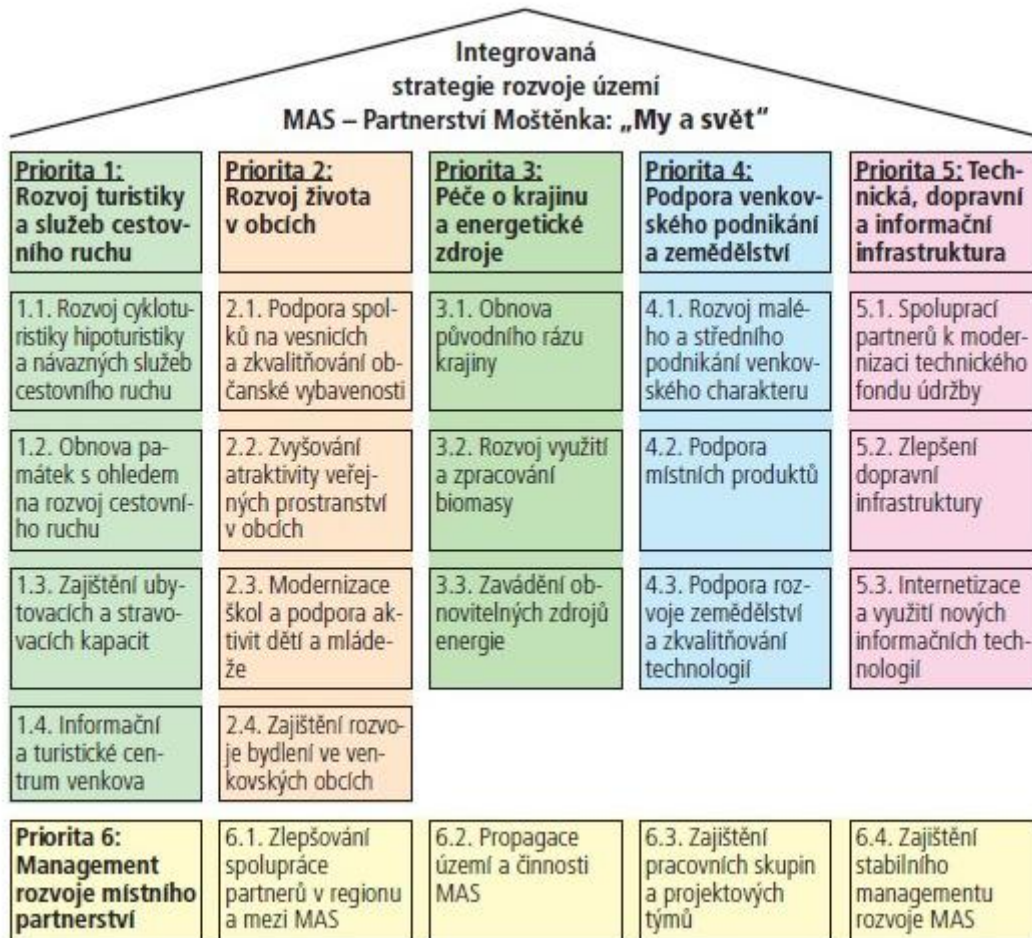 Integrovaná
strategie rozvoje území
MAS – Partnerství Moštěnka: „My a svět“
Priorita 1:
Rozvoj turistiky
a služeb cestov-
ního ruchu
Priorita 2:
Rozvoj života
v obcích
Priorita 3:
Péče o krajinu
a energetické
zdroje
Priorita 4:
Podpora venkov-
ského podnikání
a zemědělství
Priorita 5: Tech-
nická, dopravní
a informační
infrastruktura
1.1. Rozvoj cykloturistiky
ristiky hipoturistiky
a návazných služeb
cestovního ruchu
2.1. Podpora spol-
ků na vesnicích
a zkvalitňování ob-
čanské vybavenosti
3.1. Obnova
původního rázu
krajiny
4.1. Rozvoj malé-
ho a středního
podnikání venkov-
ského charakteru
5.1. Spoluprací
partnerů k moder-
nizaci technického
fondu údržby
1.2. Obnova pa-
mátek s ohledem
na rozvoj cestovní-
ho ruchu
2.2. Zvyšování
atraktivity veřej-
ných prostranství
v obcích
3.2. Rozvoj využití
a zpracování
biomasy
4.2. Podpora
místních produktů
5.2. Zlepšení
dopravní
infrastruktury
1.3. Zajištění uby-
tovacích a stravo-
vacích kapacit
2.3. Modernizace
škol a podpora ak-
tivit dětí a mláde-
že
3.3. Zavádění ob-
novitelných zdrojů
energie
4.3. Podpora roz-
voje zemědělství
a zkvalitňování
technologií
5.3. Internetizace
a využití nových
informačních tech-
nologií
1.4. Informační
a turistické cen-
trum venkova
2.4. Zajištění rozvo-
je bydlení ve ven-
kovských obcích
Priorita 6:
Management
rozvoje místního
partnerství
6.1. Zlepšování
spolupráce
partnerů v regionu
a mezi MAS
6.2. Propagace
území a činnosti
MAS
6.3. Zajištění
pracovních skupin
a projektových
týmů
6.4. Zajištění
stabilního
managementu
rozvoje MAS